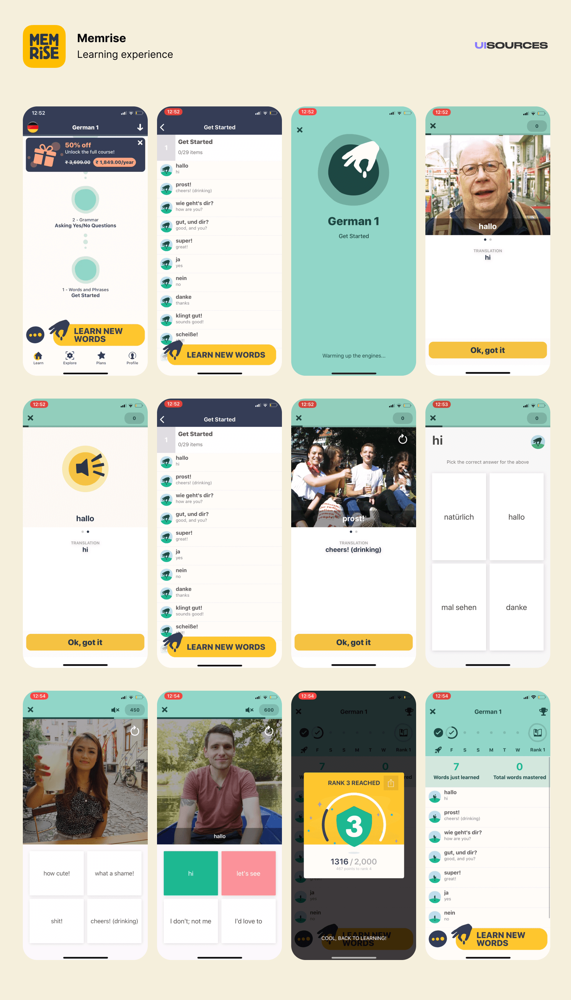 MEM
RiSE
Memrise
Learning experience
UISOURCES
12:52
German 1
50% off
Unlock the full course!
₹ 3,699.00 ₹ 1,849.00/year
2 - Grammar
Asking Yes/No Questions
1 - Words and Phrases
Get Started
LEARN NEW
WORDS
Learn Explore Plans Profile
12:52
Get Started
1
Get Started
0/29 items
hallo
hi
prost!
cheers! (drinking)
wie geht's dir?
how are you?
gut, und dir?
good, and you?
super!
great!
ja
yes
nein
no
danke
thanks
klingt gut!
sounds good!
scheiße!
shit!
LEARN NEW WORDS
12:52
German 1
Get Started
Warming up the engines...
12:52
0
hallo
TRANSLATION
hi
Ok, got it
12:52
0
hallo
TRANSLATION
hi
Ok, got it
12:52
Get Started
1
Get Started
0/29 items
hallo
hi
prost!
cheers! (drinking)
wie geht's dir?
how are you?
gut, und dir?
good, and you?
super!
great!
ja
yes
nein
no
danke
thanks
klingt gut!
sounds good!
scheiße!
shit!
LEARN NEW WORDS
12:52
0
prost!
TRANSLATION
cheers! (drinking)
Ok, got it
12:53
0
hi
Pick the correct answer for the above
natürlich
hallo
mal sehen
danke
12:54
450
how cute!
what a shame!
shit!
cheers! (drinking)
12:54
600
hallo
hi
let's see
I don't; not me
I'd love to
12:54
German 1
F S S M T W Rank 1
7 0
RANK 3 REACHED
3
1316 / 2,000
467 points to rank 4
great!
ja
yes
nein
no
LEARN NEW
WORDS
COOL, BACK TO LEARNING!
12:54
German 1
F S S M T W Rank 1
7 0
Words just learned Total words mastered
hallo
hi
prost!
cheers! (drinking)
wie geht's dir?
how are you?
gut, und dir?
good, and you?
super!
great!
ja
yes
nein
no
LEARN NEW
WORDS